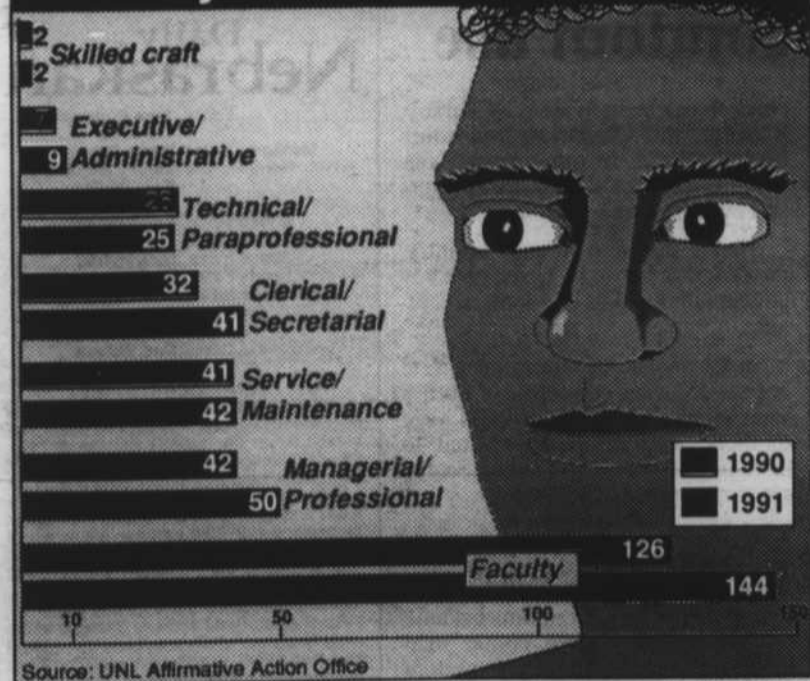 2
Skilled craft
2
Executive/
9 Administrative
Technical/
25 Paraprofessional
32 Clerical/
41 Secretarial
41 Service/
42 Maintenance
42 Managerial/
50 Professional
1990
1991
126
Faculty
144
10 50 100 150
Source: UNL Affirmative Action Office